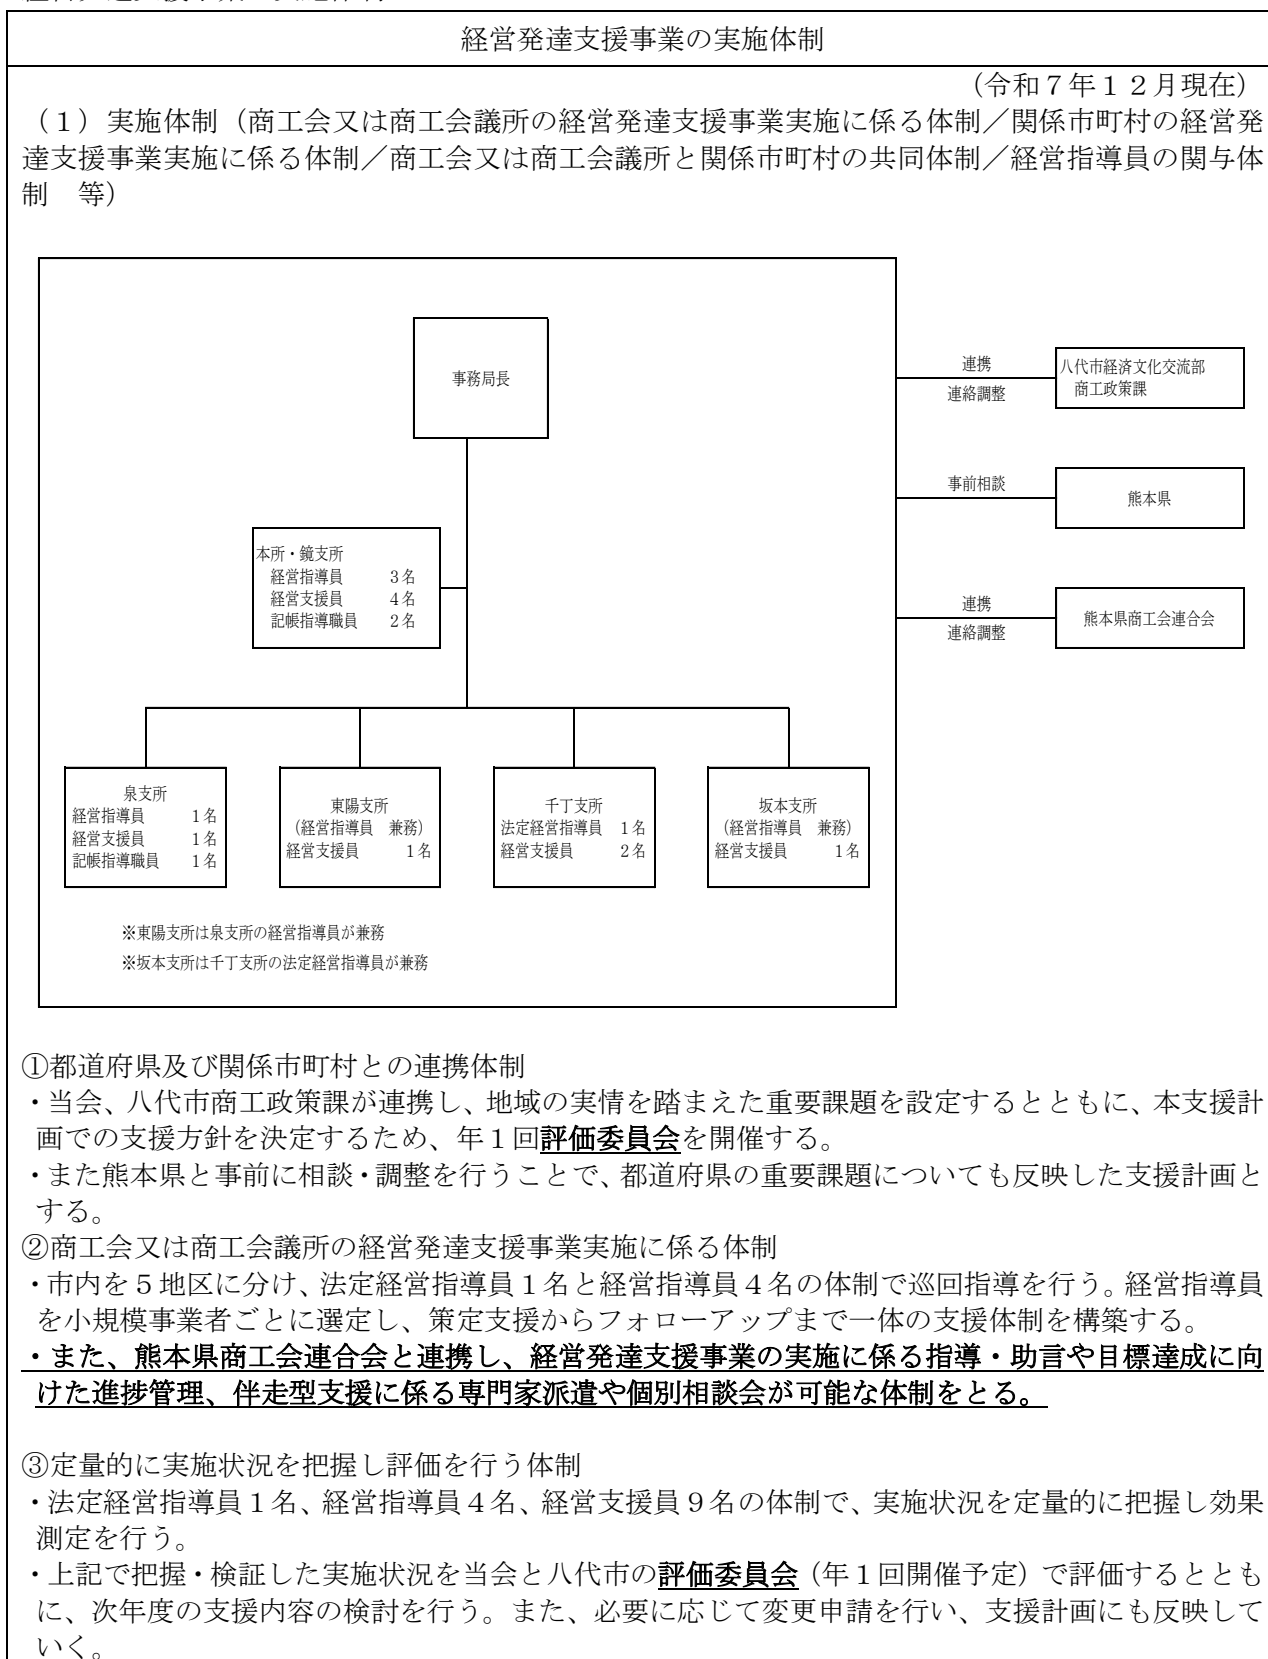 経営発達支援事業の実施体制
（令和７年１２月現在）
（１）実施体制（商工会又は商工会議所の経営発達支援事業実施に係る体制／関係市町村の経営発
達支援事業実施に係る体制／商工会又は商工会議所と関係市町村の共同体制／経営指導員の関与体
制　等）
事務局長
連携
連絡調整
八代市経済文化交流部
商工政策課
事前相談
熊本県
本所・鏡支所
経営指導員　３名
経営支援員　４名
記帳指導職員　２名
連携
連絡調整
熊本県商工会連合会
泉支所
経営指導員　１名
経営支援員　１名
記帳指導職員　１名
東陽支所
（経営指導員　兼務）
経営支援員　１名
千丁支所
法定経営指導員　１名
経営支援員　２名
坂本支所
（経営指導員　兼務）
経営支援員　１名
※東陽支所は泉支所の経営指導員が兼務
※坂本支所は千丁支所の法定経営指導員が兼務
①都道府県及び関係市町村との連携体制
・当会、八代市商工政策課が連携し、地域の実情を踏まえた重要課題を設定するとともに、本支援計
画での支援方針を決定するため、年１回評価委員会を開催する。
・また熊本県と事前に相談・調整を行うことで、都道府県の重要課題についても反映した支援計画と
する。
②商工会又は商工会議所の経営発達支援事業実施に係る体制
・市内を５地区に分け、法定経営指導員１名と経営指導員４名の体制で巡回指導を行う。経営指導員
を小規模事業者ごとに選定し、策定支援からフォローアップまで一体の支援体制を構築する。
・また、熊本県商工会連合会と連携し、経営発達支援事業の実施に係る指導・助言や目標達成に向
けた進捗管理、伴走型支援に係る専門家派遣や個別相談会が可能な体制をとる。
③定量的に実施状況を把握し評価を行う体制
・法定経営指導員１名、経営指導員４名、経営支援員９名の体制で、実施状況を定量的に把握し効果
測定を行う。
・上記で把握・検証した実施状況を当会と八代市の評価委員会（年１回開催予定）で評価するととも
に、次年度の支援内容の検討を行う。また、必要に応じて変更申請を行い、支援計画にも反映して
いく。